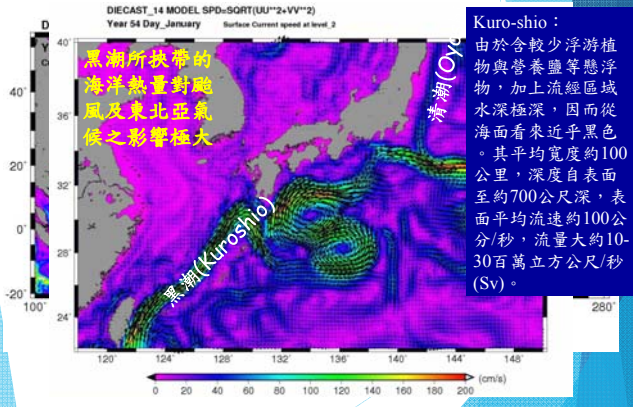 DIECAST_14 MODEL SPD=SQRT(UU**2+VV**2)
Year 54 Day_January Surface Current speed at level_2
黑潮所挾帶的
海洋熱量對颱
風及東北亞氣
候之影響極大
黑潮(Kuroshio)
清潮(Oyo
Kuro-shio：
由於含較少浮游植
物與營養鹽等懸浮
物，加上流經區域
水深極深，因而從
海面看來近乎黑色
。其平均寬度約100
公里，深度自表面
至約700公尺深，表
面平均流速約100公
分/秒，流量大約10-
30百萬立方公尺/秒
(Sv)。
40°
36°
32°
28°
24°
120° 124° 128° 132° 136° 140° 144° 148°
0 20 40 60 80 100 120 140 160 180 200 (cm/s)
D
Y
40°
20°
0°
-20°
100°
280°